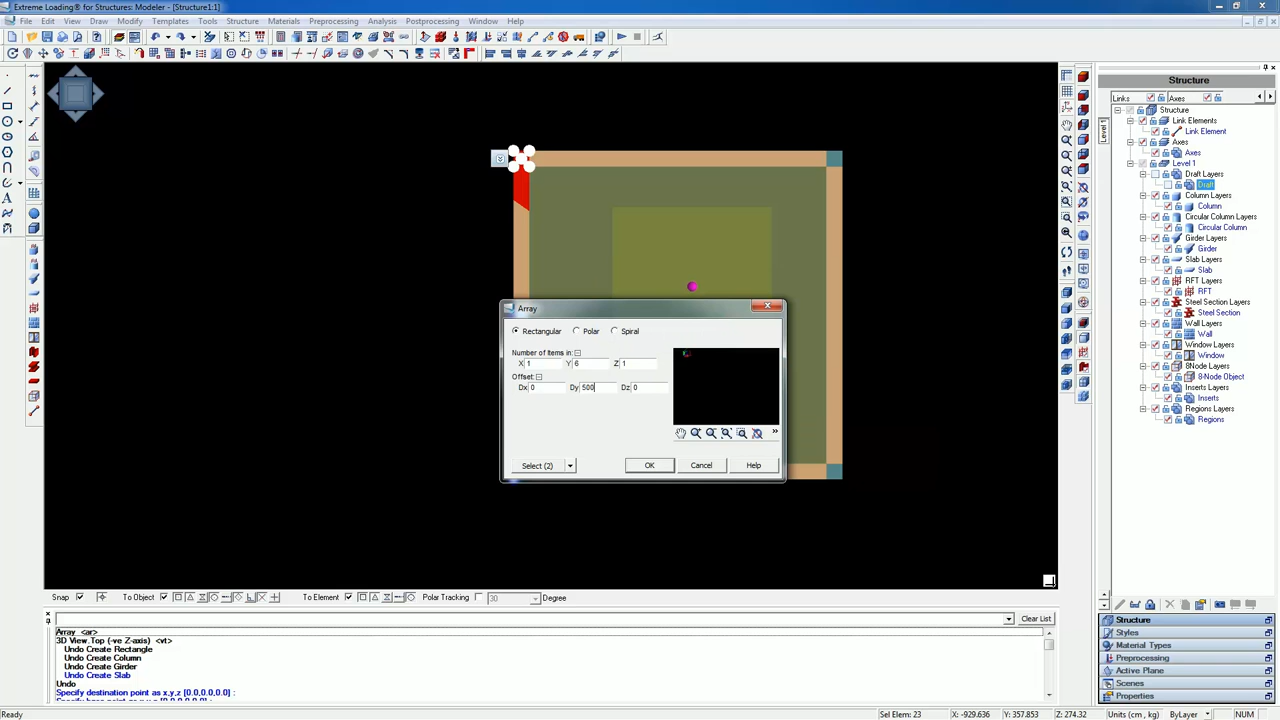 Extreme Loading® for Structures: Modeler - [Structure1:1]
File Edit View Draw Modify Templates Tools Structure Materials Preprocessing Analysis Postprocessing Window Help
Structure
Links Axes
Level 1
Structure
Link Elements
Link Element
Axes
Axes
Level 1
Draft Layers
Draft
Column Layers
Column
Circular Column Layers
Circular Column
Girder Layers
Girder
Slab Layers
Slab
RFT Layers
RFT
Steel Section Layers
Steel Section
Wall Layers
Wall
Window Layers
Window
8Node Layers
8-Node Object
Inserts Layers
Inserts
Regions Layers
Regions
Array
Rectangular Polar Spiral
Number of Items in:
X 1 Y 6 Z 1
Offset:
Dx 0 Dy 500 Dz 0
Select (2) OK Cancel Help
Snap To Object To Element Polar Tracking 30 Degree
Clear List
Array <ar>
3D View Top (-ve Z-axis) <vt>
Undo Create Rectangle
Undo Create Column
Undo Create Girder
Undo Create Slab
Undo
Specify destination point as x,y,z [0.0,0.0,0.0] :
Structure
Styles
Material Types
Preprocessing
Active Plane
Scenes
Properties
Ready Sel Elem: 23 X: -929.636 Y: 357.853 Z: 274.32 Units (cm , kg) ByLayer NUM